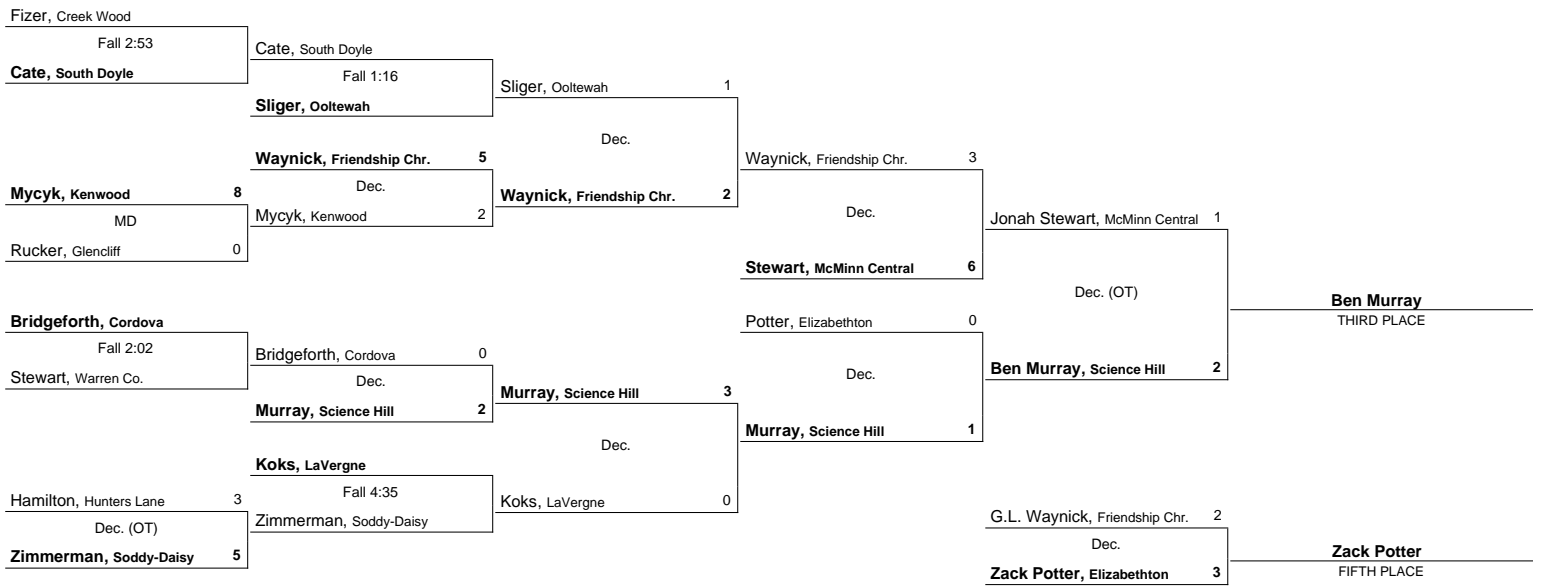 Fizer, Creek Wood
Fall 2:53
Cate, South Doyle
Mycyk, Kenwood 8
MD
Rucker, Glencliff 0
Bridgeforth, Cordova
Fall 2:02
Stewart, Warren Co.
Hamilton, Hunters Lane 3
Dec. (OT)
Zimmerman, Soddy-Daisy 5
Cate, South Doyle
Fall 1:16
Sliger, Ooltewah
Waynick, Friendship Chr. 5
Dec.
Mycyk, Kenwood 2
Bridgeforth, Cordova 0
Dec.
Murray, Science Hill 2
Koks, LaVergne
Fall 4:35
Zimmerman, Soddy-Daisy
Sliger, Ooltewah 1
Dec.
Waynick, Friendship Chr. 2
Murray, Science Hill 3
Dec.
Koks, LaVergne 0
Waynick, Friendship Chr. 3
Dec.
Stewart, McMinn Central 6
Potter, Elizabethton 0
Dec.
Murray, Science Hill 1
Jonah Stewart, McMinn Central 1
Dec. (OT)
Ben Murray, Science Hill 2
Ben Murray
THIRD PLACE
G.L. Waynick, Friendship Chr. 2
Dec.
Zack Potter, Elizabethton 3
Zack Potter
FIFTH PLACE